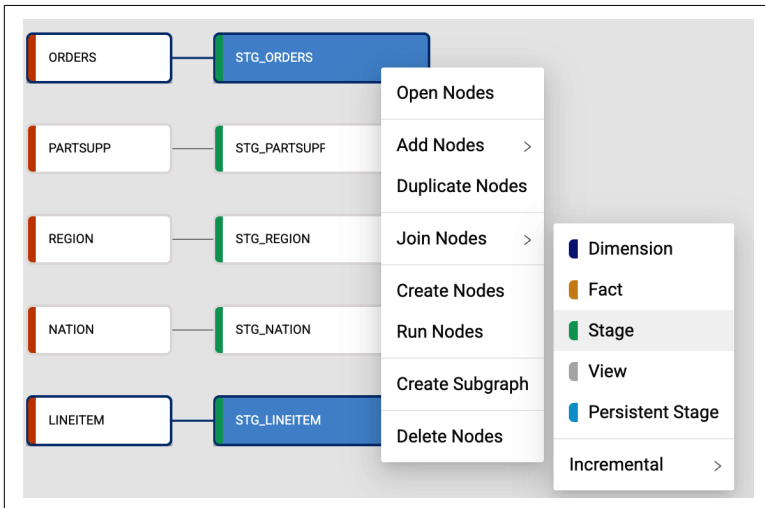 ORDERS
STG_ORDERS
PARTSUPP
STG_PARTSUPP
REGION
STG_REGION
NATION
STG_NATION
LINEITEM
STG_LINEITEM
Open Nodes
Add Nodes >
Duplicate Nodes
Join Nodes >
Create Nodes
Run Nodes
Create Subgraph
Delete Nodes
Dimension
Fact
Stage
View
Persistent Stage
Incremental >